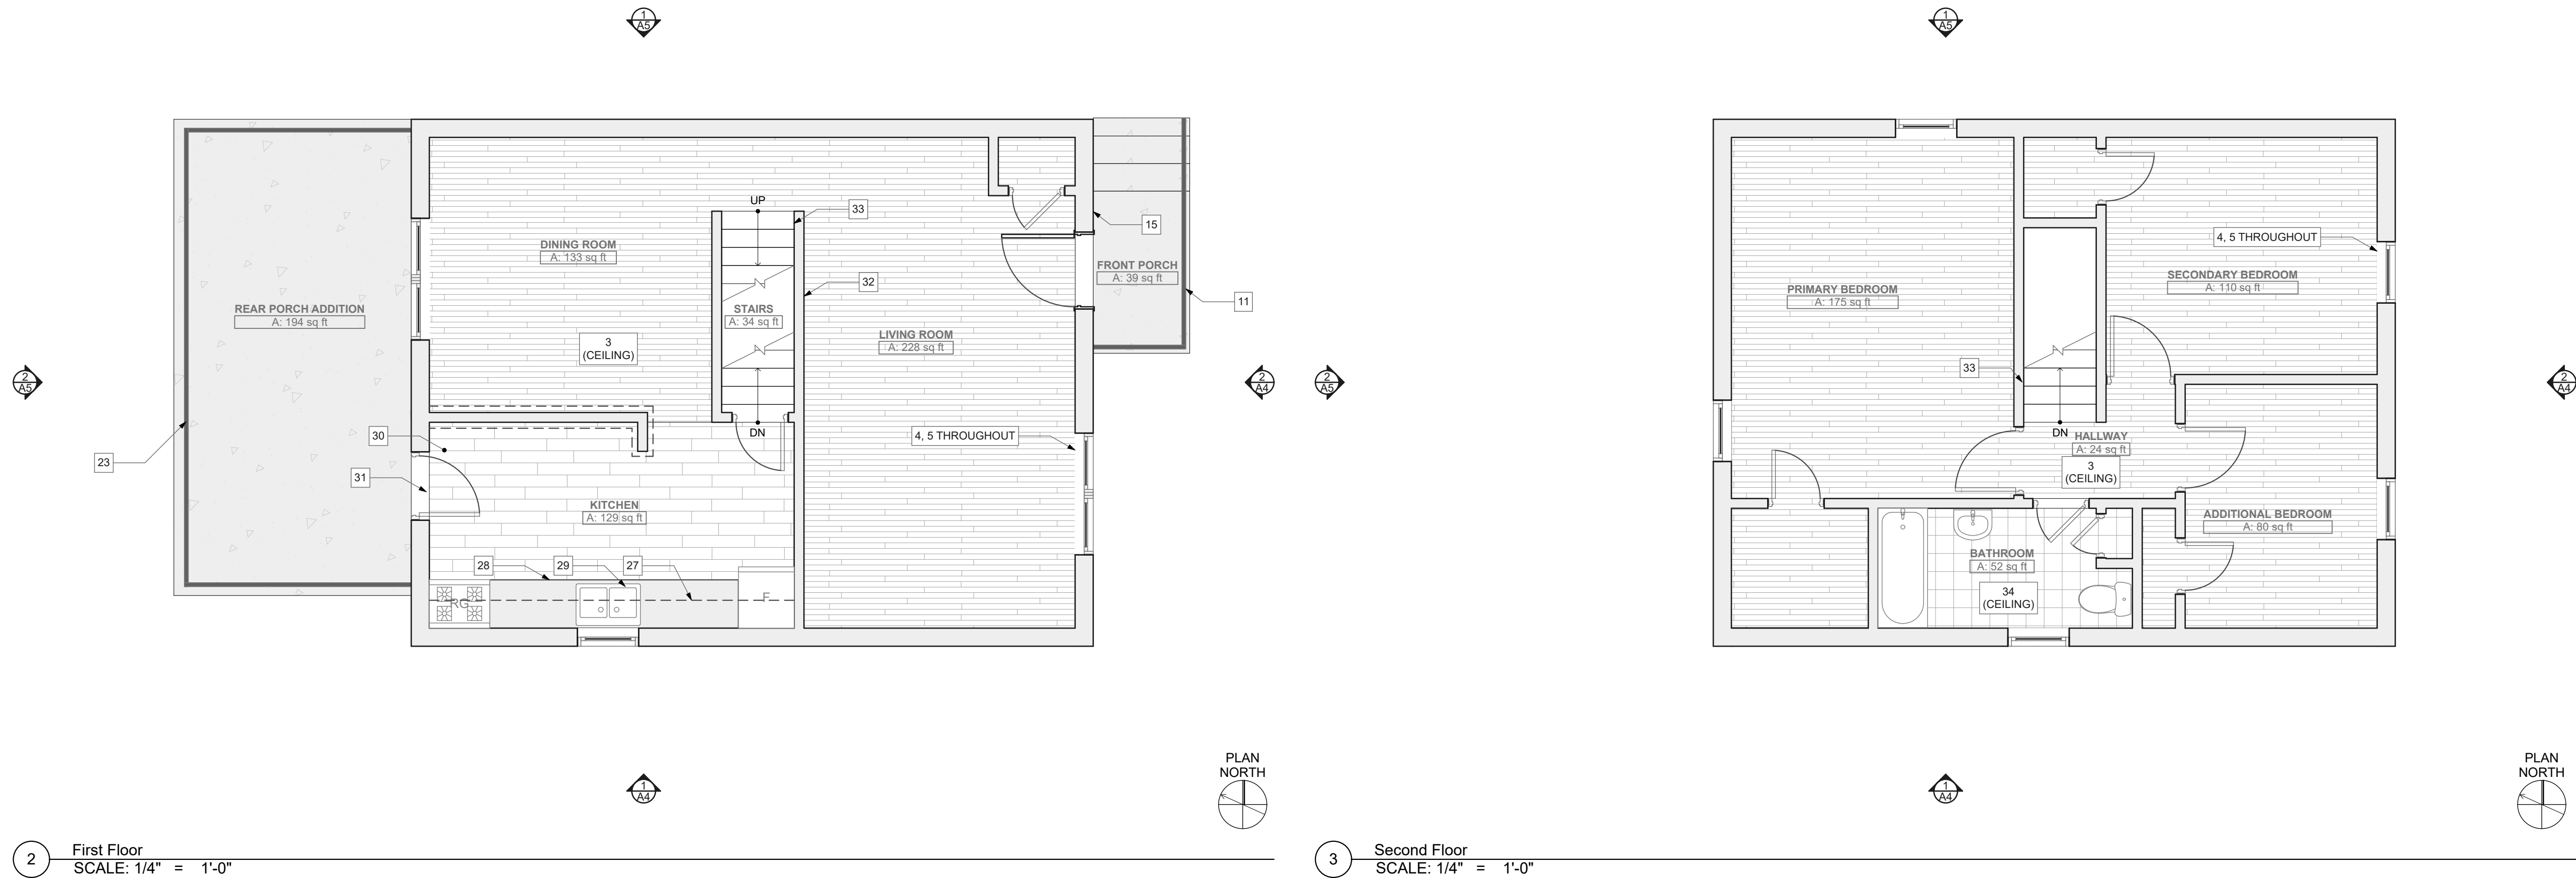 1
A5
1
A5
UP
33
15
DINING ROOM
A: 133 sq ft
FRONT PORCH
A: 39 sq ft
32
11
REAR PORCH ADDITION
A: 194 sq ft
STAIRS
A: 34 sq ft
LIVING ROOM
A: 228 sq ft
3
(CEILING)
2
A5
2
A4
30
DN
4, 5 THROUGHOUT
23
31
KITCHEN
A: 129 sq ft
28
29
27
RG
F
PLAN
NORTH
1
A4
2
First Floor
SCALE: 1/4" = 1'-0"
4, 5 THROUGHOUT
SECONDARY BEDROOM
A: 110 sq ft
PRIMARY BEDROOM
A: 175 sq ft
33
2
A5
2
A4
DN
HALLWAY
A: 24 sq ft
3
(CEILING)
ADDITIONAL BEDROOM
A: 80 sq ft
BATHROOM
A: 52 sq ft
34
(CEILING)
PLAN
NORTH
1
A4
3
Second Floor
SCALE: 1/4" = 1'-0"